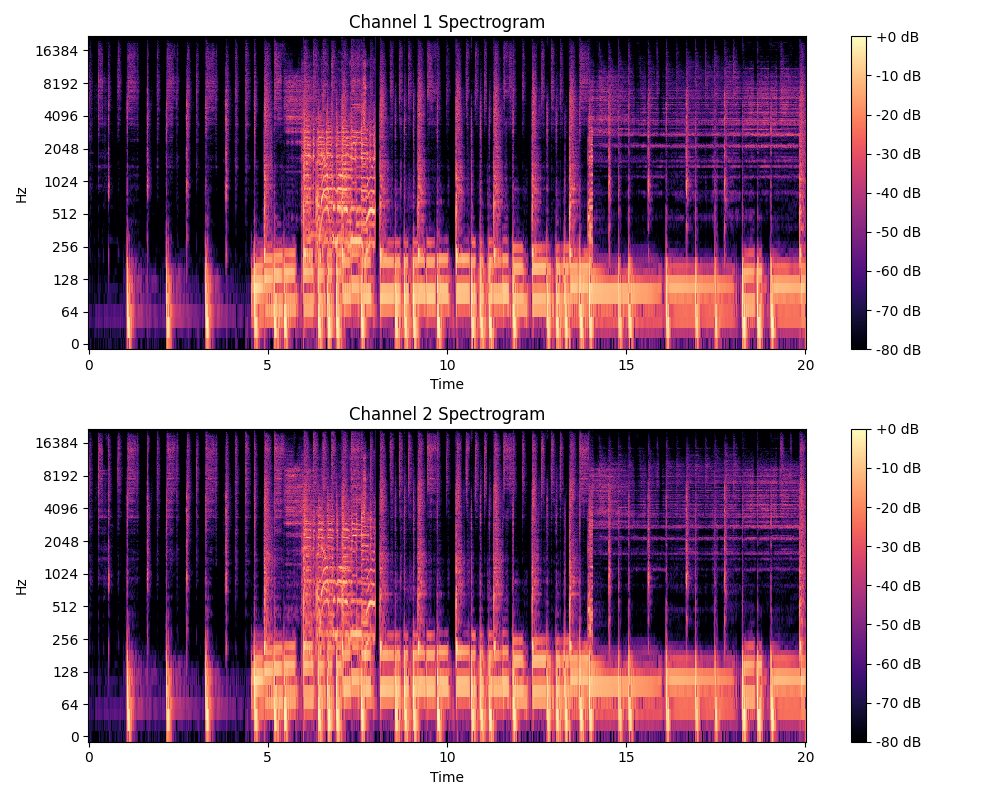 Channel 1 Spectrogram
Hz
16384
8192
4096
2048
1024
512
256
128
64
0
0 5 10 15 20
Time
+0 dB
-10 dB
-20 dB
-30 dB
-40 dB
-50 dB
-60 dB
-70 dB
-80 dB
Channel 2 Spectrogram
Hz
16384
8192
4096
2048
1024
512
256
128
64
0
0 5 10 15 20
Time
+0 dB
-10 dB
-20 dB
-30 dB
-40 dB
-50 dB
-60 dB
-70 dB
-80 dB